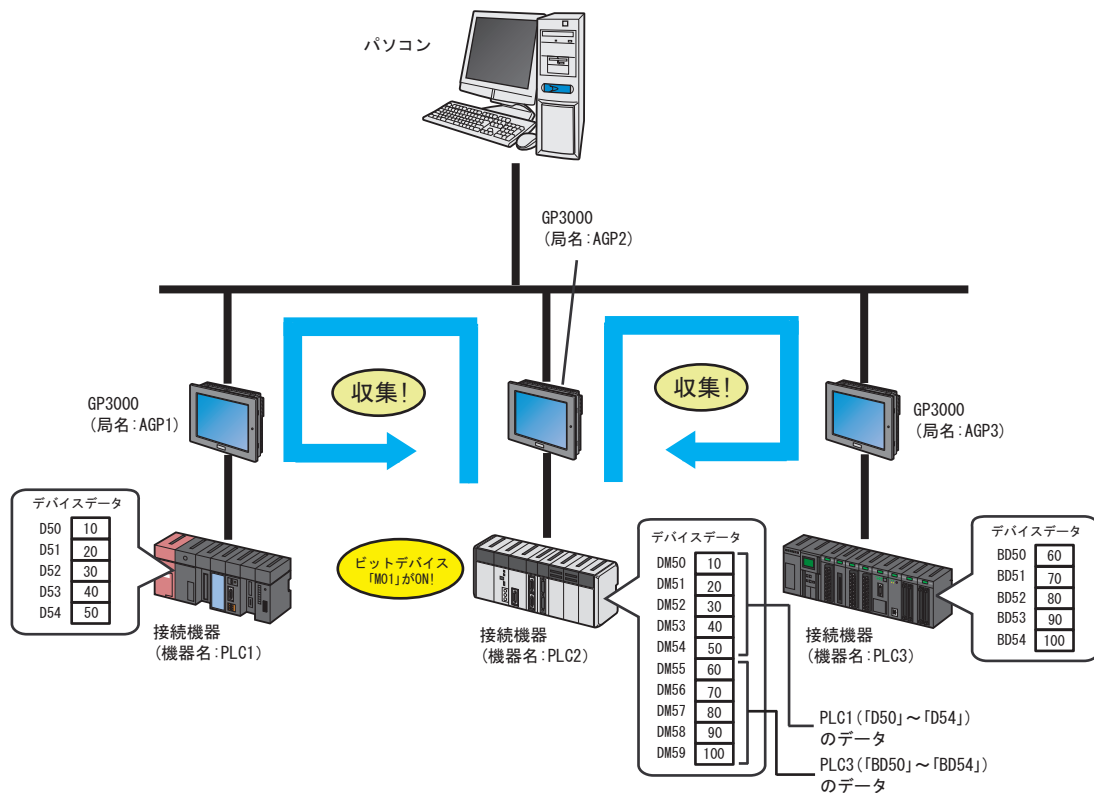 パソコン
GP3000
(局名:AGP2)
収集!
収集!
GP3000
(局名:AGP1)
GP3000
(局名:AGP3)
デバイスデータ
D50 10
D51 20
D52 30
D53 40
D54 50
接続機器
(機器名:PLC1)
ビットデバイス
「M01」がON!
接続機器
(機器名:PLC2)
デバイスデータ
DM50 10
DM51 20
DM52 30
DM53 40
DM54 50
DM55 60
DM56 70
DM57 80
DM58 90
DM59 100
接続機器
(機器名:PLC3)
デバイスデータ
BD50 60
BD51 70
BD52 80
BD53 90
BD54 100
PLC1(「D50」~「D54」)
のデータ
PLC3(「BD50」~「BD54」)
のデータ